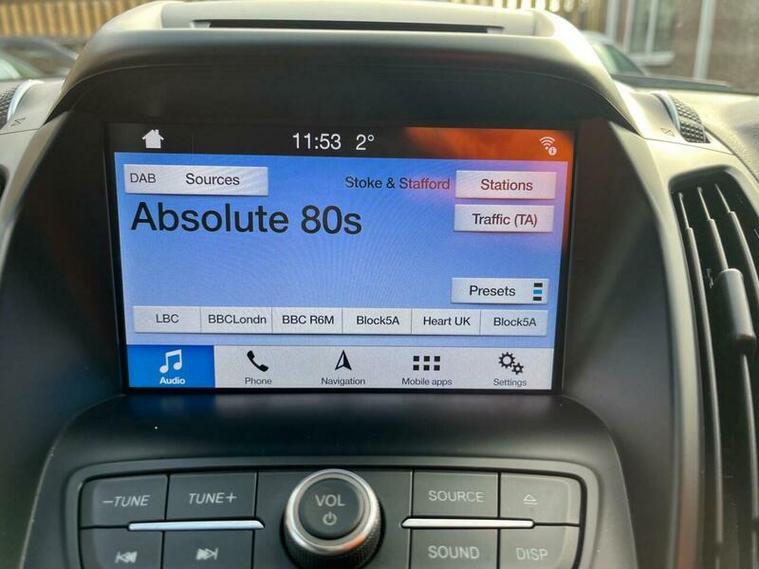 11:53 2°
DAB Sources
Stoke & Stafford
Stations
Absolute 80s
Traffic (TA)
Presets
LBC
BBCLondn
BBC R6M
Block5A
Heart UK
Block5A
Audio
Phone
Navigation
Mobile apps
Settings
-TUNE
TUNE+
VOL
SOURCE
SOUND
DISP